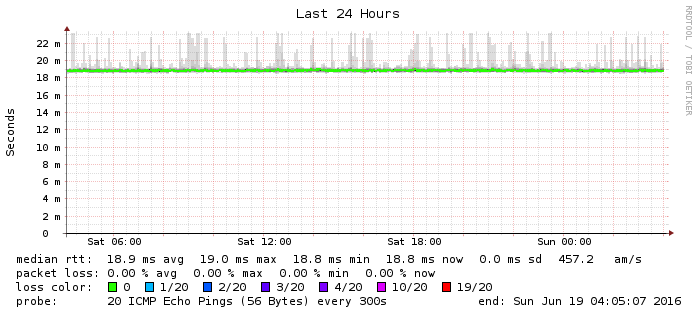 Last 24 Hours
RRDTOOL / TOBI OETIKER
Seconds
22 m
20 m
18 m
16 m
14 m
12 m
10 m
8 m
6 m
4 m
2 m
0
Sat 06:00 Sat 12:00 Sat 18:00 Sun 00:00
median rtt: 18.9 ms avg 19.0 ms max 18.8 ms min 18.8 ms now 0.0 ms sd 457.2 am/s
packet loss: 0.00 % avg 0.00 % max 0.00 % min 0.00 % now
loss color: 0 1/20 2/20 3/20 4/20 10/20 19/20
probe: 20 ICMP Echo Pings (56 Bytes) every 300s end: Sun Jun 19 04:05:07 2016